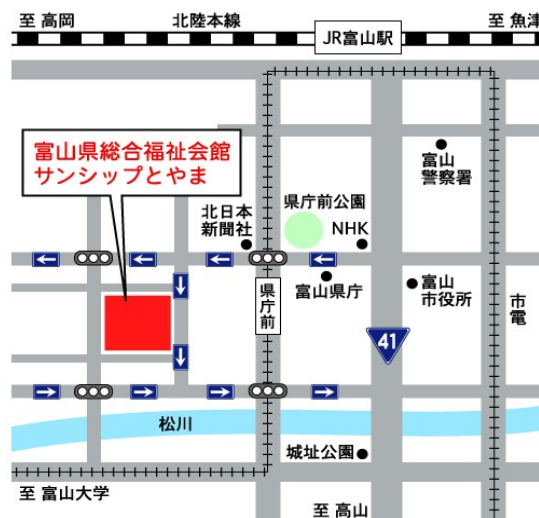 至 高岡
北陸本線
至 魚津
JR富山駅
富山県総合福祉会館
サンシップとやま
富山
警察署
県庁前公園
北日本
新聞社
NHK
富山県庁
富山
市役所
県庁前
市電
41
松川
城址公園
至 富山大学
至 高山